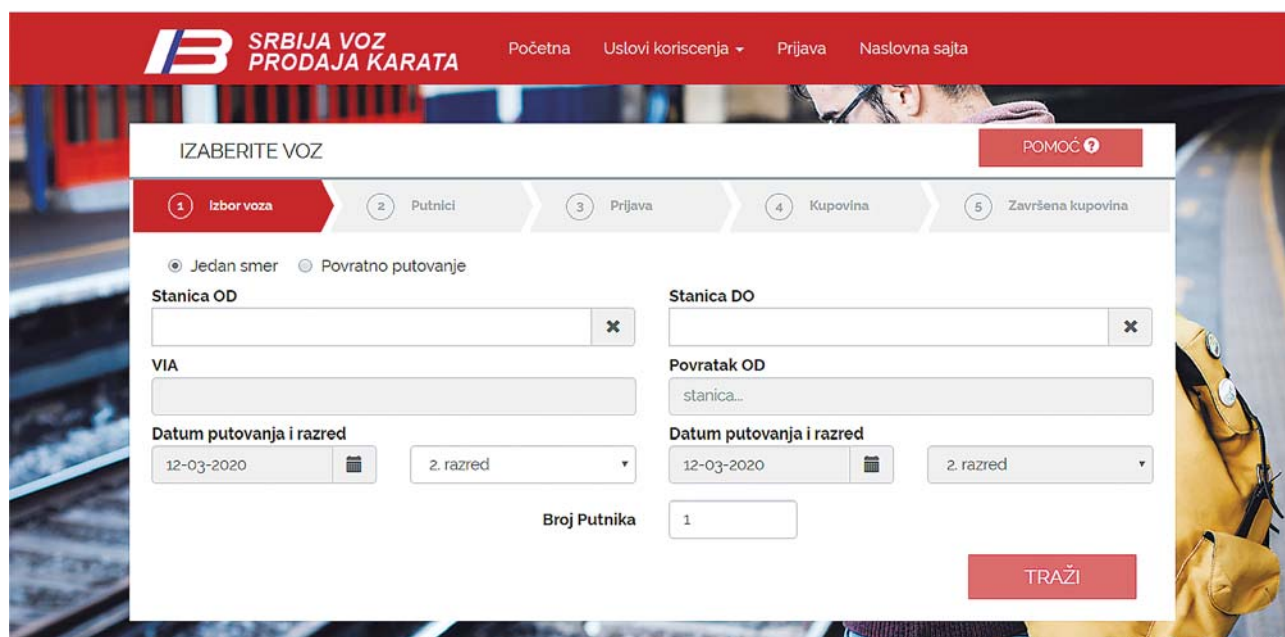 SRBIJA VOZ
PRODAJA KARATA
Početna Uslovi koriscenja Prijava Naslovna sajta
IZABERITE VOZ
POMOĆ ?
1 Izbor voza 2 Putnici 3 Prijava 4 Kupovina 5 Završena kupovina
Jedan smer Povratno putovanje
Stanica OD Stanica DO
VIA Povratak OD
stanica...
Datum putovanja i razred Datum putovanja i razred
12-03-2020 2. razred 12-03-2020 2. razred
Broj Putnika 1
TRAŽI